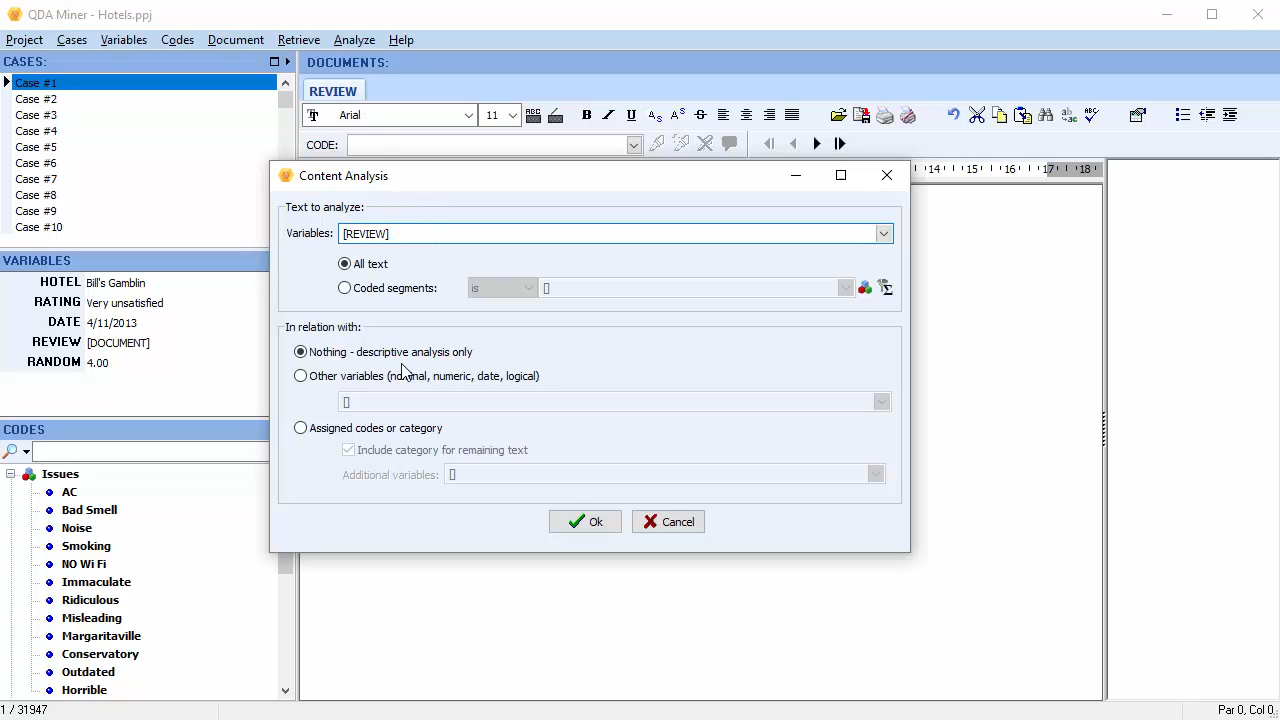 QDA Miner - Hotels.ppj
Project Cases Variables Codes Document Retrieve Analyze Help
CASES:
Case #1
Case #2
Case #3
Case #4
Case #5
Case #6
Case #7
Case #8
Case #9
Case #10
VARIABLES
HOTEL Bill's Gamblin
RATING Very unsatisfied
DATE 4/11/2013
REVIEW [DOCUMENT]
RANDOM 4.00
CODES
Issues
AC
Bad Smell
Noise
Smoking
NO Wi Fi
Immaculate
Ridiculous
Misleading
Margaritaville
Conservatory
Outdated
Horrible
DOCUMENTS:
REVIEW
Arial 11 B I U S
CODE:
14 15 16 17 18
Content Analysis
Text to analyze:
Variables: [REVIEW]
All text
Coded segments: is []
In relation with:
Nothing - descriptive analysis only
Other variables (nominal, numeric, date, logical)
[]
Assigned codes or category
Include category for remaining text
Additional variables: []
Ok Cancel
1 / 31947
Par 0, Col 0